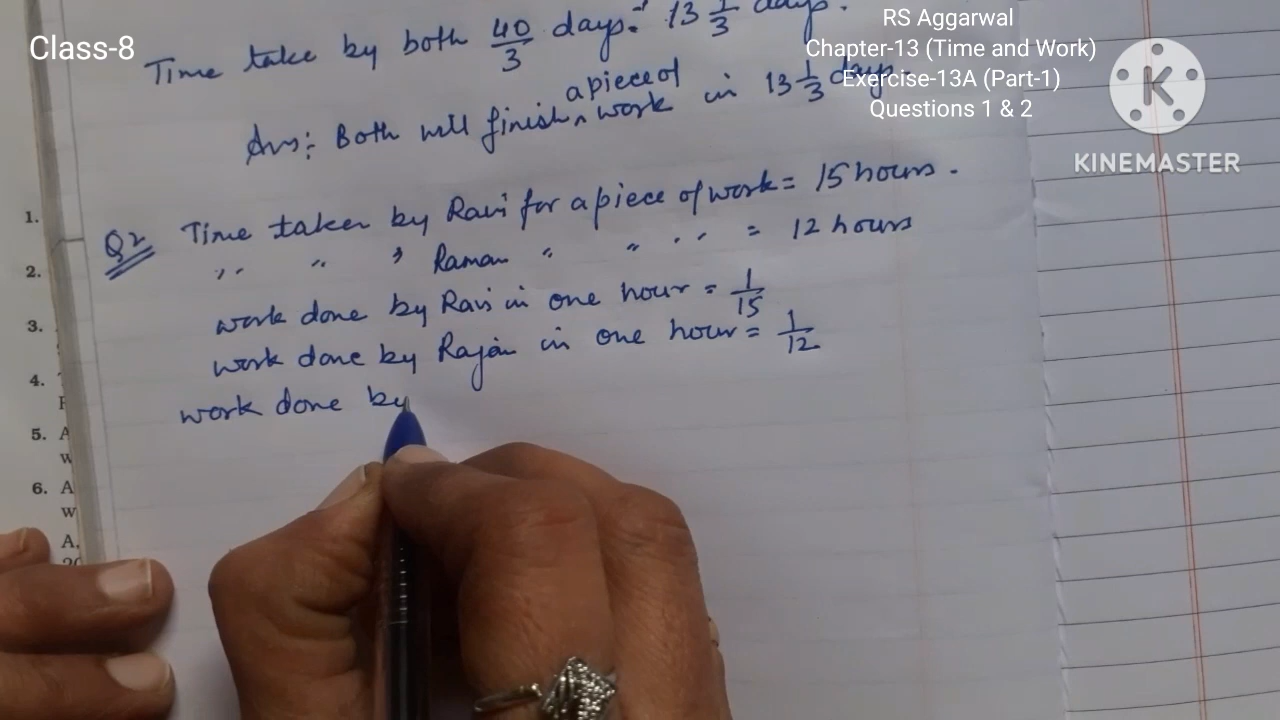 Class-8
RS Aggarwal
Chapter-13 (Time and Work)
Exercise-13A (Part-1)
Questions 1 & 2
KINEMASTER
Time take by both 40/3 days. = 13 1/3 days.
Ans: Both will finish a piece of work in 13 1/3 days.
Q2 Time taken by Ravi for a piece of work = 15 hours.
,, " , Raman " " " = 12 hours
work done by Ravi in one hour = 1/15
work done by Rajan in one hour = 1/12
work done by
1.
2.
3.
4.
5. A
w
6. A
w
A.